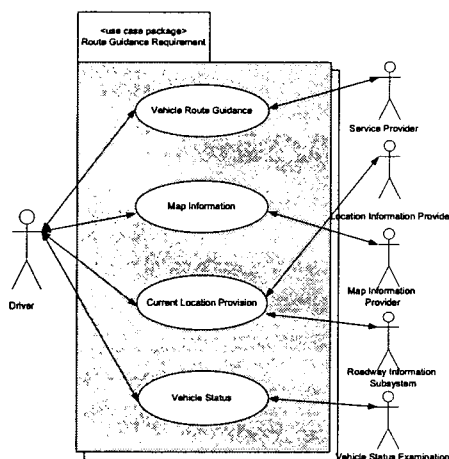 <use case package>
Route Guidance Requirement
Vehicle Route Guidance
Service Provider
Map Information
Location Information Provide
Driver
Current Location Provision
Map Information
Provider
Roadway Information
Subsystem
Vehicle Status
Vehicle Status Examination